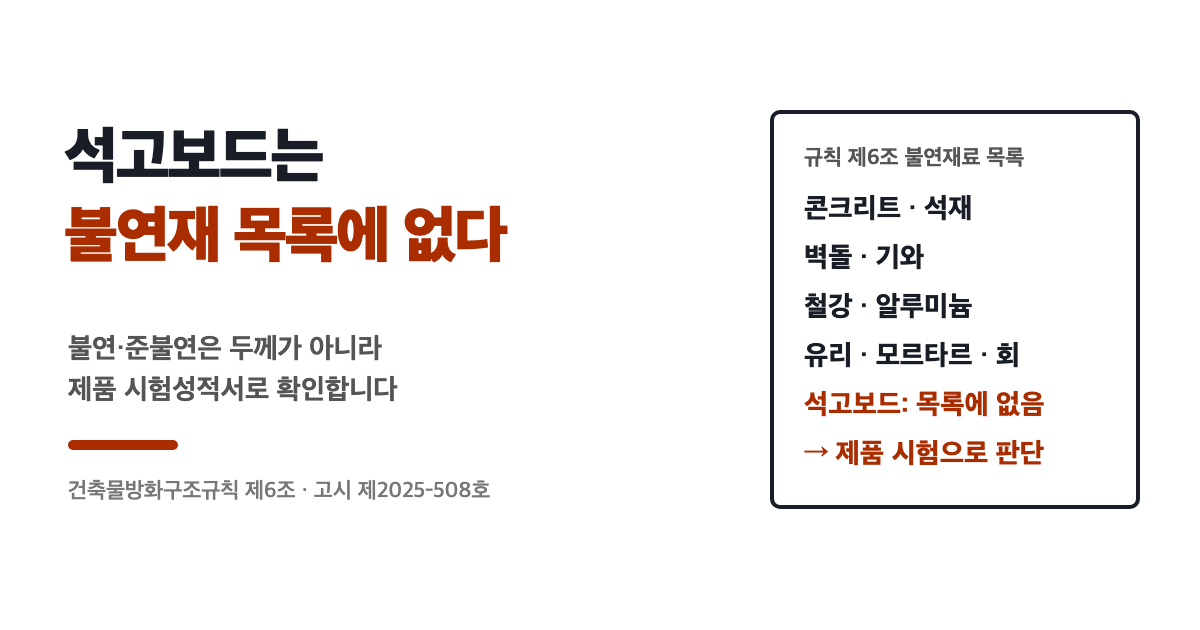 석고보드는
불연재 목록에 없다
불연·준불연은 두께가 아니라
제품 시험성적서로 확인합니다
건축물방화구조규칙 제6조 · 고시 제2025-508호
규칙 제6조 불연재료 목록
콘크리트 · 석재
벽돌 · 기와
철강 · 알루미늄
유리 · 모르타르 · 회
석고보드: 목록에 없음
→ 제품 시험으로 판단